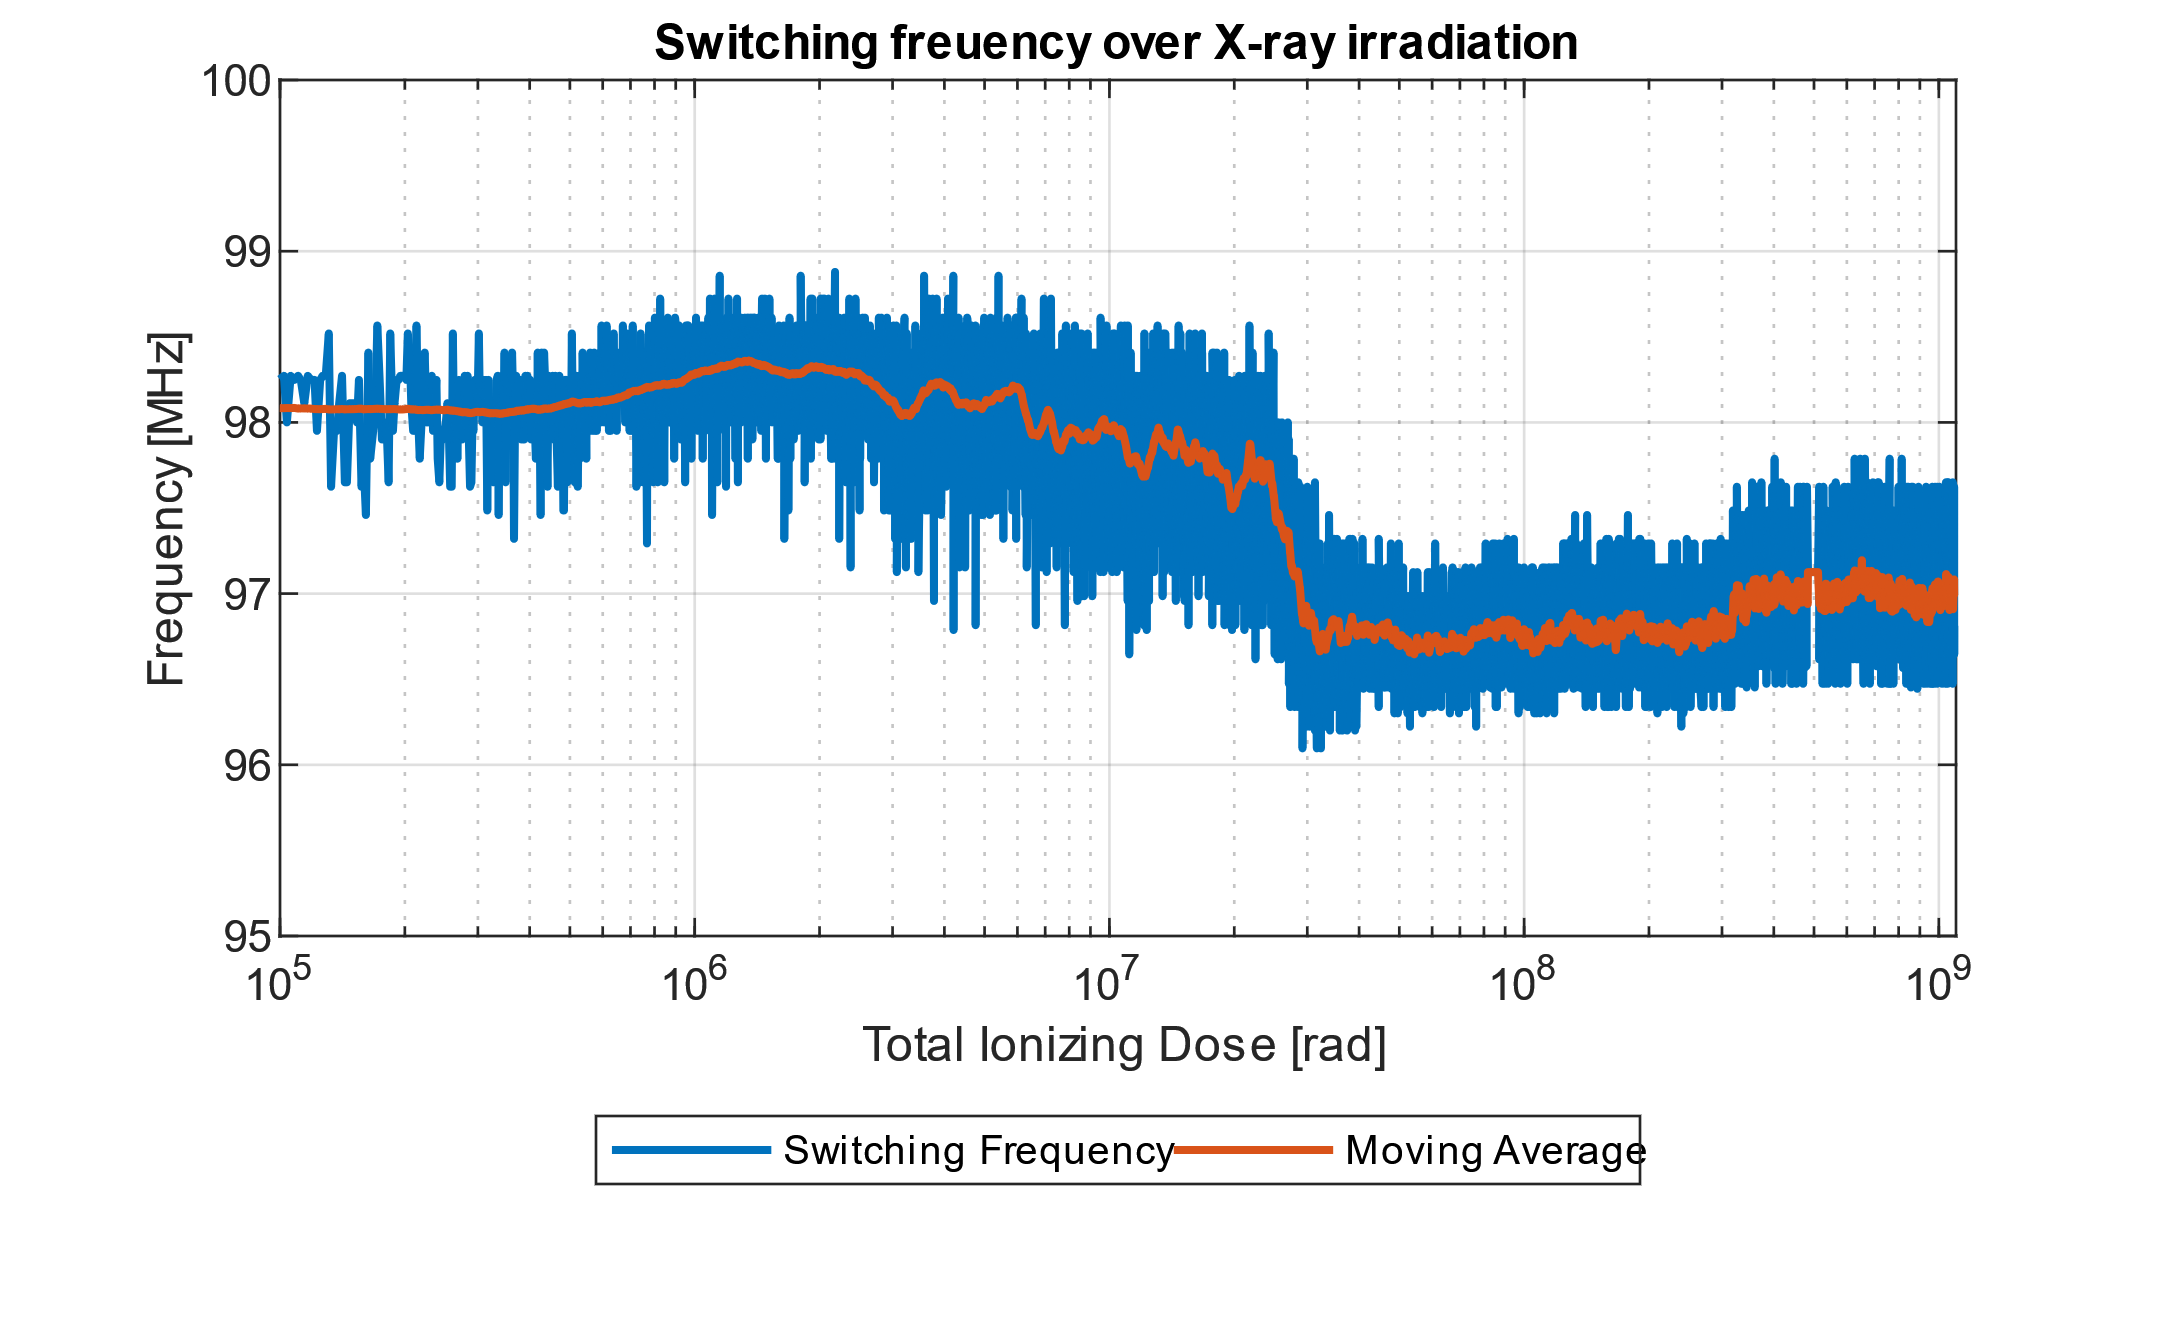 Switching freuency over X-ray irradiation
100
99
98
97
96
95
Frequency [MHz]
10^5 10^6 10^7 10^8 10^9
Total Ionizing Dose [rad]
Switching Frequency Moving Average